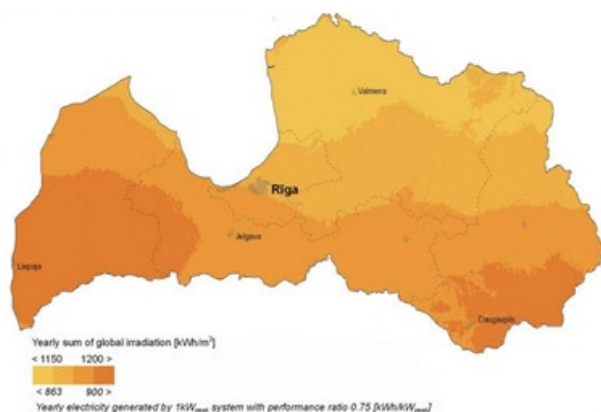 Valmiera
Rīga
Jelgava
Liepaja
Daugavpils
Yearly sum of global irradiation [kWh/m²]
< 1150 1200 >
< 863 900 >
Yearly electricity generated by 1kWpeak system with performance ratio 0.75 [kWh/kWpeak]